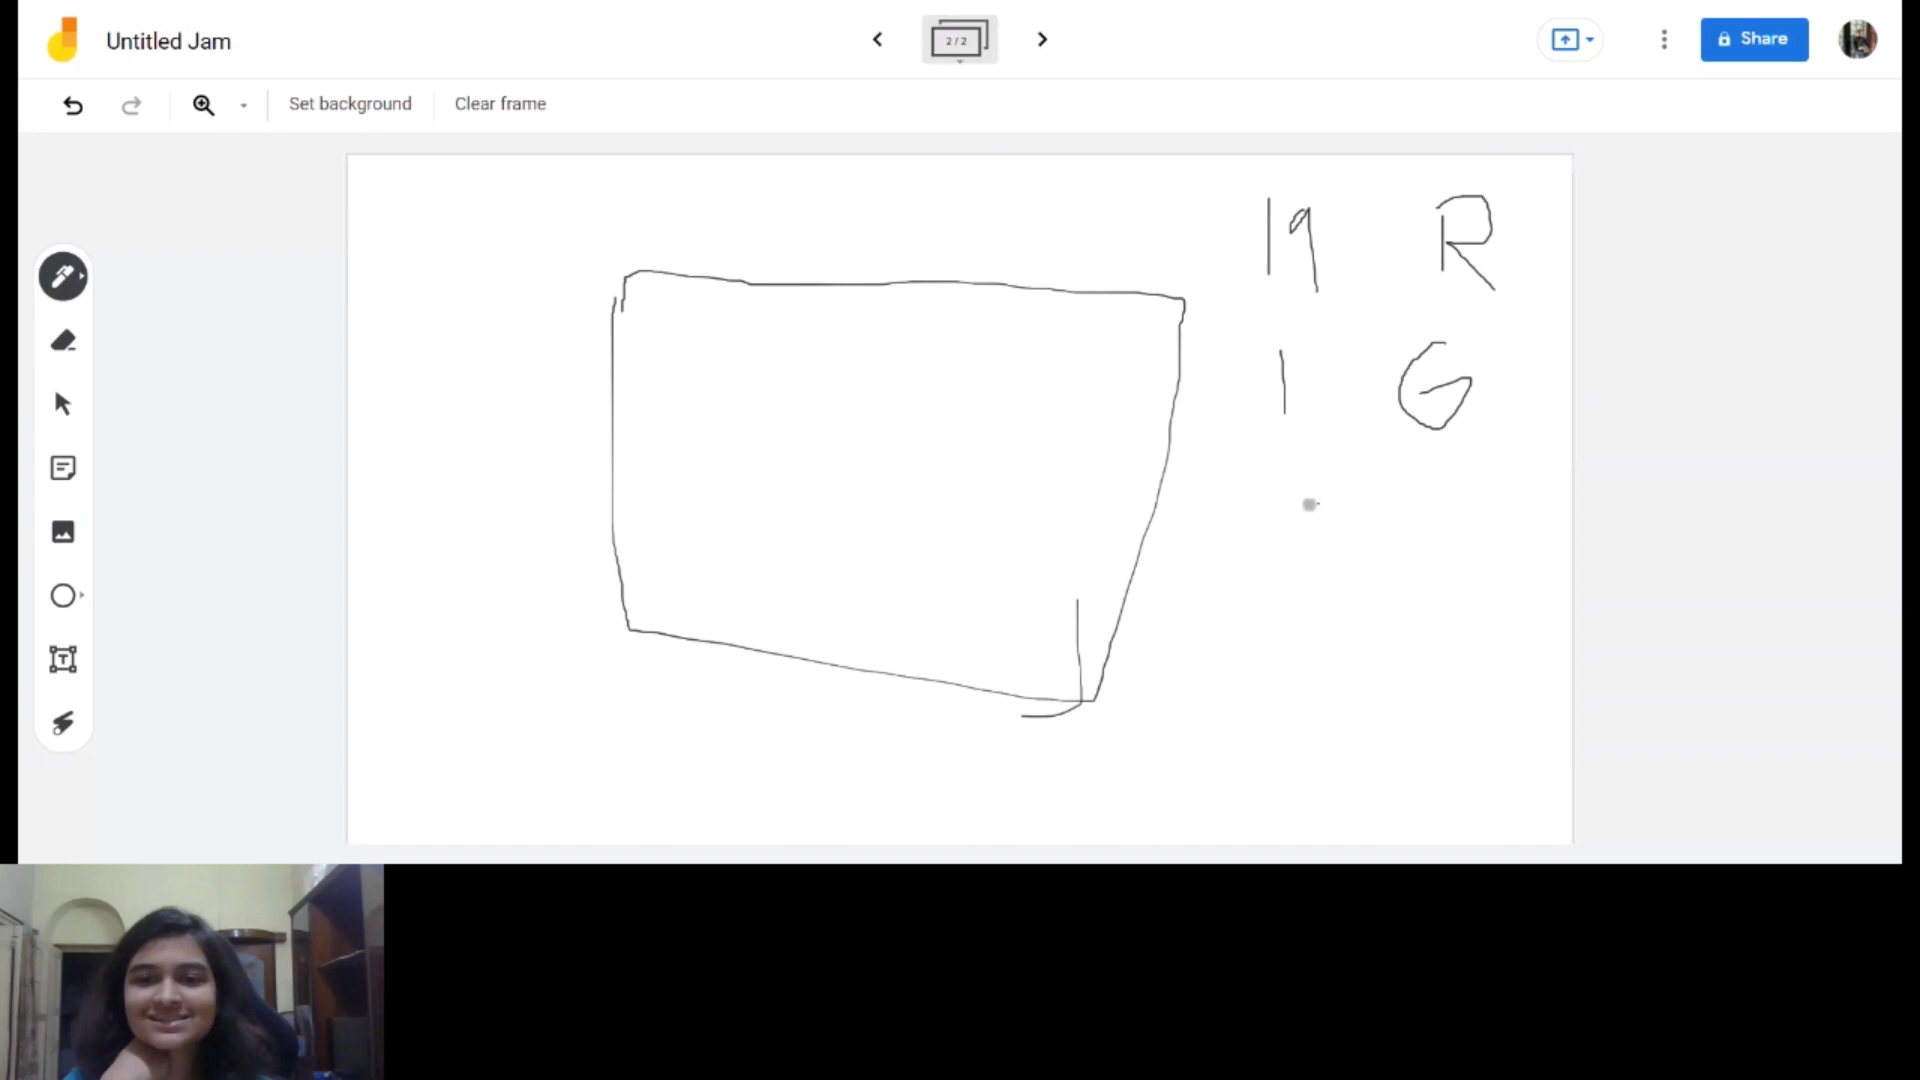 Untitled Jam
2 / 2
Share
Set background
Clear frame
19 R
1 G